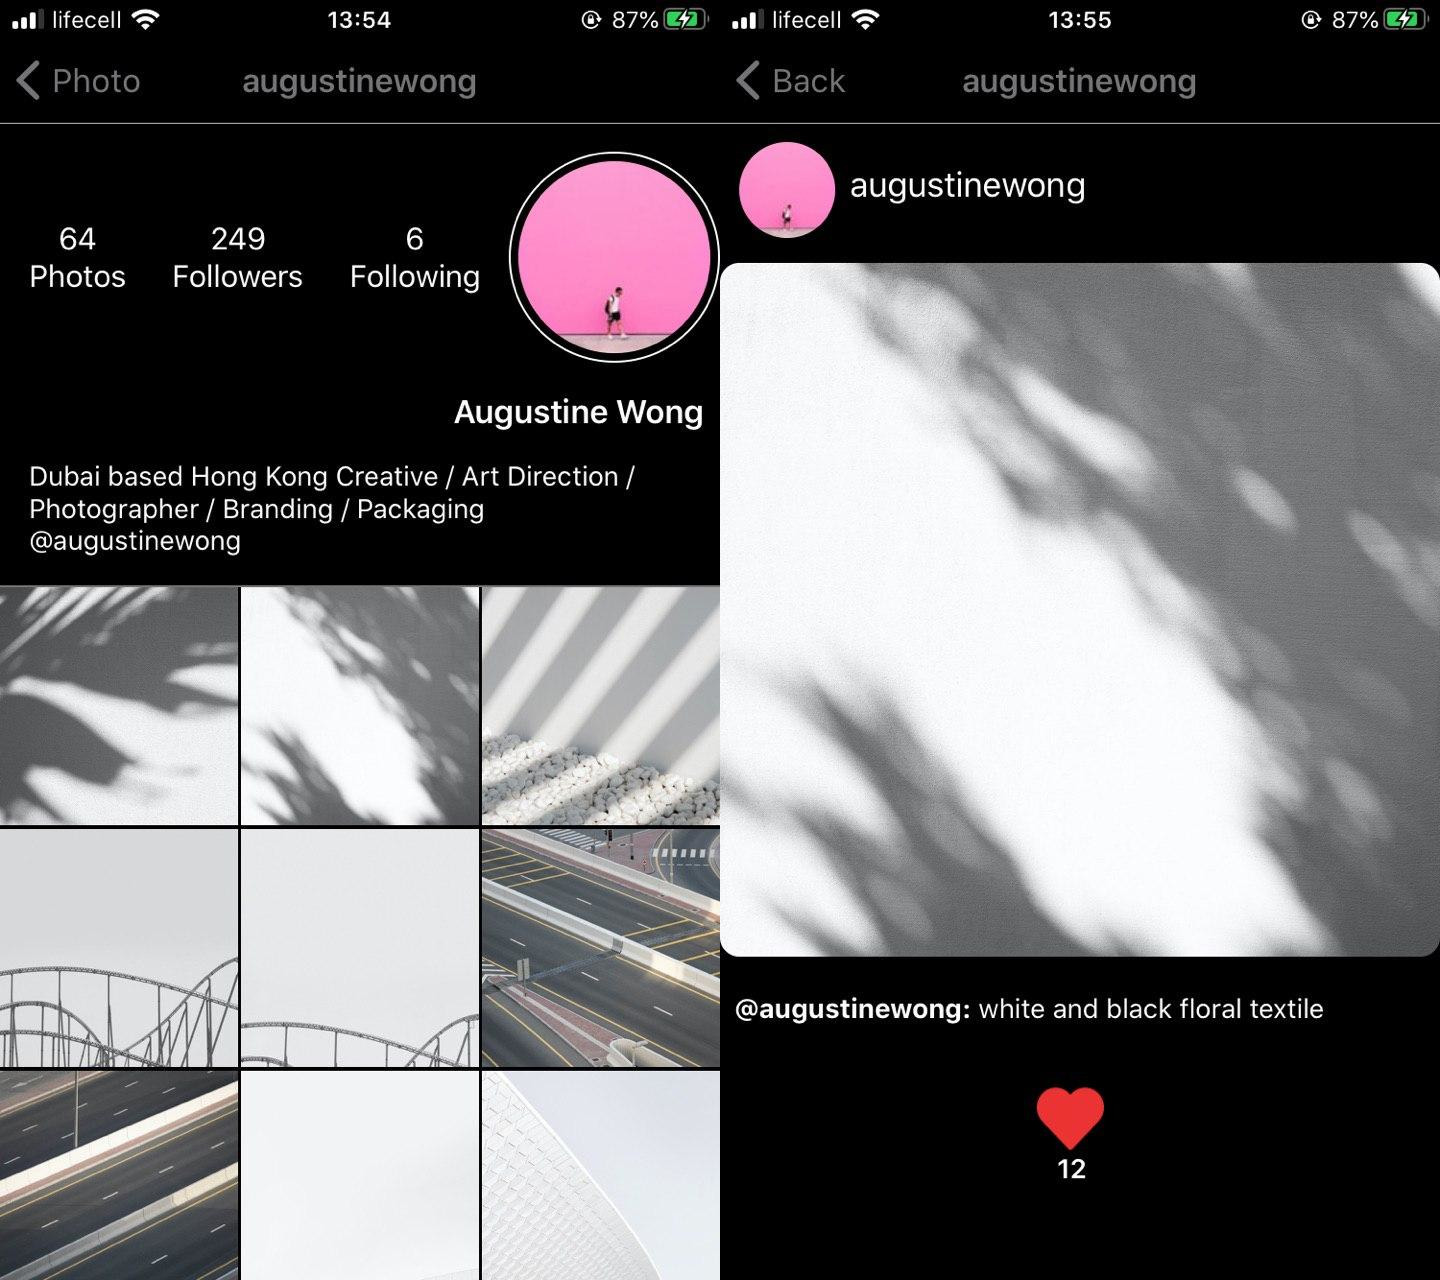 lifecell 13:54 87%
Photo augustinewong
64 249 6
Photos Followers Following
Augustine Wong
Dubai based Hong Kong Creative / Art Direction /
Photographer / Branding / Packaging
@augustinewong
lifecell 13:55 87%
Back augustinewong
augustinewong
@augustinewong: white and black floral textile
12